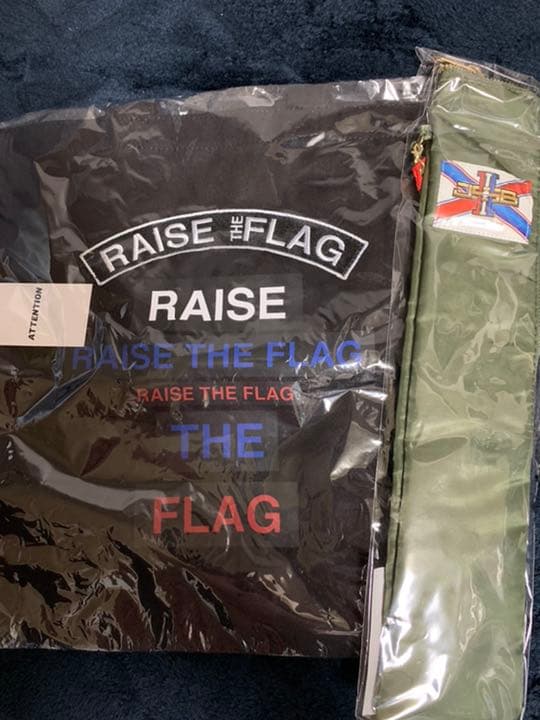 RAISE THE FLAG
RAISE
RAISE THE FLAG
RAISE THE FLAG
THE
FLAG
ATTENTION